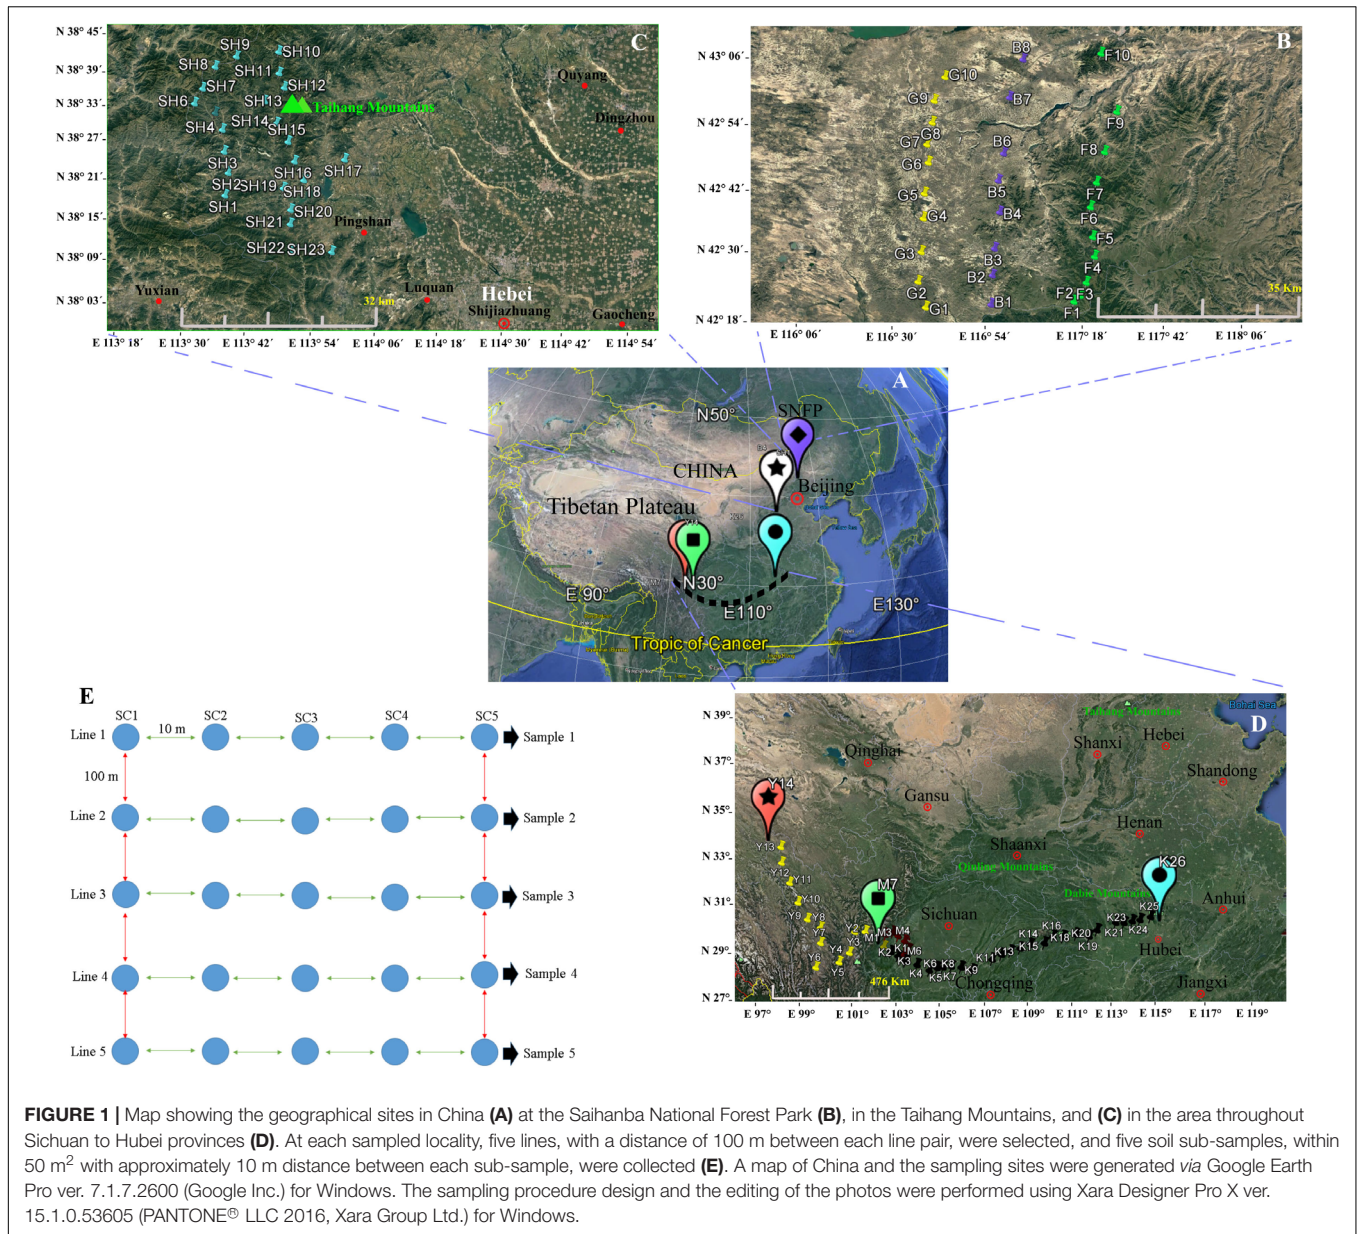 N 38° 45´
N 38° 39´
N 38° 33´
N 38° 27´
N 38° 21´
N 38° 15´
N 38° 09´
N 38° 03´
C
SH9
SH10
SH8
SH11
SH7
SH12
SH6
SH13
Taihang Mountains
SH14
SH4
SH15
SH3
SH16
SH17
SH2
SH19
SH18
SH1
SH20
SH21
SH22
SH23
Quyang
Dingzhou
Pingshan
Yuxian
32 km
Luquan
Hebei
Shijiazhuang
Gaocheng
E 113° 18´
E 113° 30´
E 113° 42´
E 113° 54´
E 114° 06´
E 114° 18´
E 114° 30´
E 114° 42´
E 114° 54´
N 43° 06´
N 42° 54´
N 42° 42´
N 42° 30´
N 42° 18´
B
B8
F10
G10
G9
B7
F9
G8
G7
B6
F8
G6
G5
B5
F7
G4
B4
F6
G3
B3
F5
B2
F4
G2
F2
F3
G1
B1
F1
35 Km
E 116° 06´
E 116° 30´
E 116° 54´
E 117° 18´
E 117° 42´
E 118° 06´
A
N50°
SNFP
CHINA
Beijing
Tibetan Plateau
Y14
M7
N30°
E 90°
E110°
E130°
Tropic of Cancer
E
SC1
SC2
SC3
SC4
SC5
Line 1
10 m
Sample 1
100 m
Line 2
Sample 2
Line 3
Sample 3
Line 4
Sample 4
Line 5
Sample 5
N 39°
N 37°
N 35°
N 33°
N 31°
N 29°
N 27°
D
Bohai Sea
Taihang Mountains
Qinghai
Shanxi
Hebei
Shandong
Y14
Gansu
Henan
Y13
Shaanxi
Qinling Mountains
K26
Y12
Y11
M7
Dabie Mountains
Anhui
Y10
Y9
Y8
Sichuan
K25
K23
Y7
Y2
M1
M3
M4
K14
K16
K20
K21
K24
Y3
K18
Y6
Y4
K2
K1
M6
K15
K19
Hubei
Y5
K3
K6
K8
K11
K13
K4
K5
K7
K9
476 Km
Chongqing
Jiangxi
E 97°
E 99°
E 101°
E 103°
E 105°
E 107°
E 109°
E 111°
E 113°
E 115°
E 117°
E 119°
FIGURE 1 | Map showing the geographical sites in China (A) at the Saihanba National Forest Park (B), in the Taihang Mountains, and (C) in the area throughout
Sichuan to Hubei provinces (D). At each sampled locality, five lines, with a distance of 100 m between each line pair, were selected, and five soil sub-samples, within
50 m² with approximately 10 m distance between each sub-sample, were collected (E). A map of China and the sampling sites were generated via Google Earth
Pro ver. 7.1.7.2600 (Google Inc.) for Windows. The sampling procedure design and the editing of the photos were performed using Xara Designer Pro X ver.
15.1.0.53605 (PANTONE® LLC 2016, Xara Group Ltd.) for Windows.